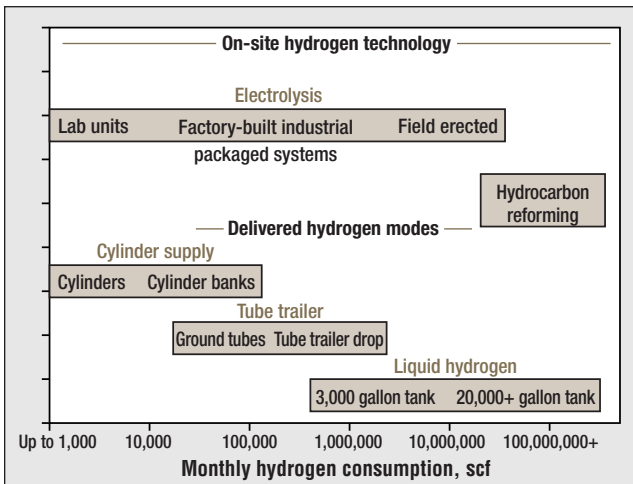 On-site hydrogen technology
Electrolysis
Lab units Factory-built industrial Field erected
packaged systems
Hydrocarbon
reforming
Delivered hydrogen modes
Cylinder supply
Cylinders Cylinder banks
Tube trailer
Ground tubes Tube trailer drop
Liquid hydrogen
3,000 gallon tank 20,000+ gallon tank
Up to 1,000 10,000 100,000 1,000,000 10,000,000 100,000,000+
Monthly hydrogen consumption, scf